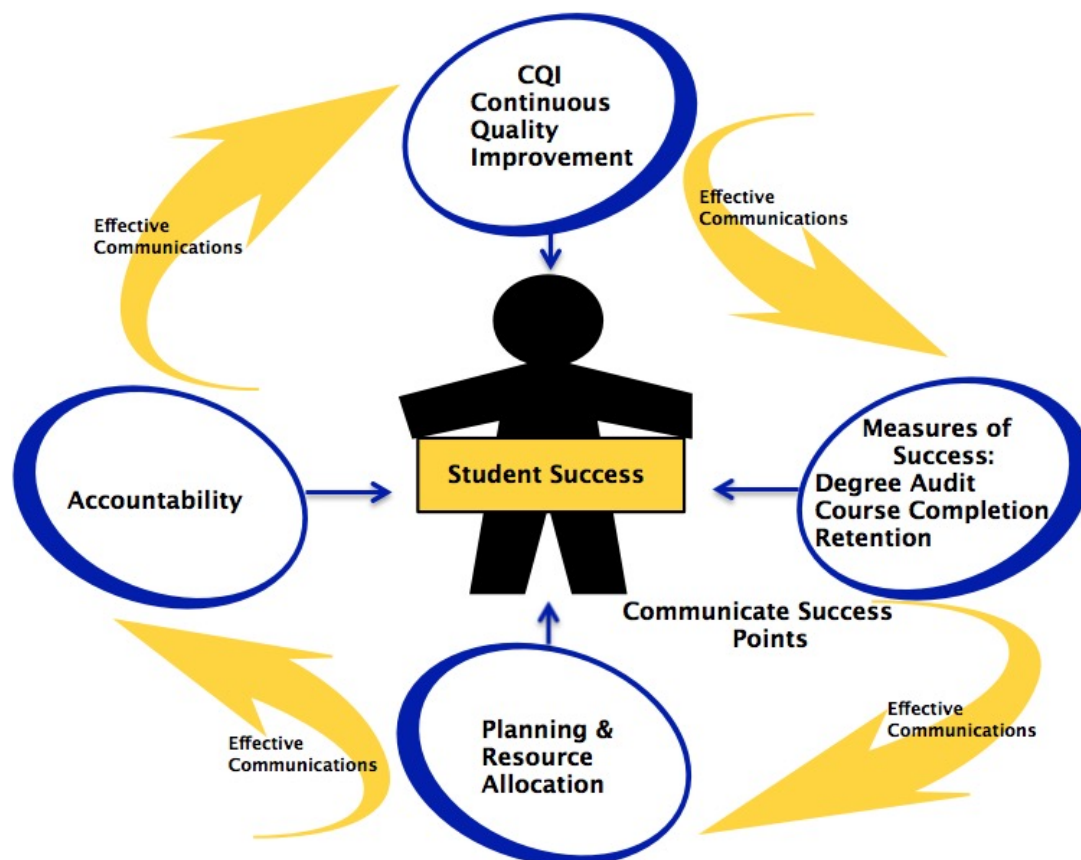 CQI
Continuous
Quality
Improvement
Effective
Communications
Effective
Communications
Measures of
Success:
Degree Audit
Course Completion
Retention
Student Success
Accountability
Communicate Success
Points
Effective
Communications
Planning &
Resource
Allocation
Effective
Communications